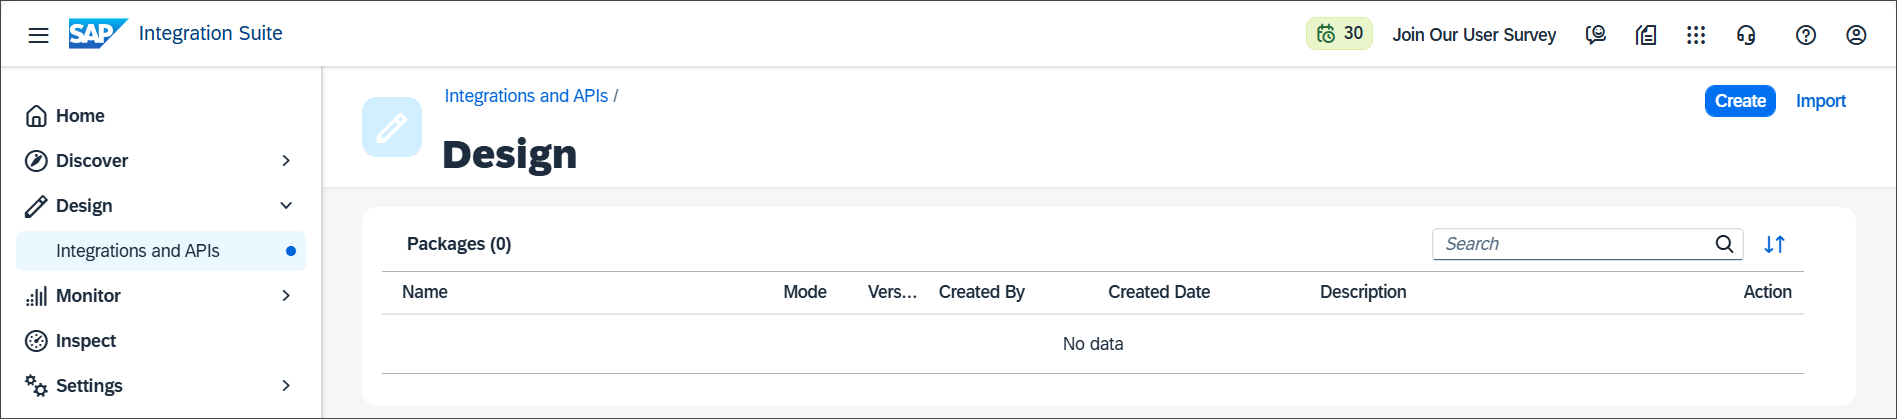 SAP Integration Suite
30 Join Our User Survey
Home
Discover
Design
Integrations and APIs
Monitor
Inspect
Settings
Integrations and APIs /
Design
Create Import
Packages (0)
Search
Name Mode Vers... Created By Created Date Description Action
No data